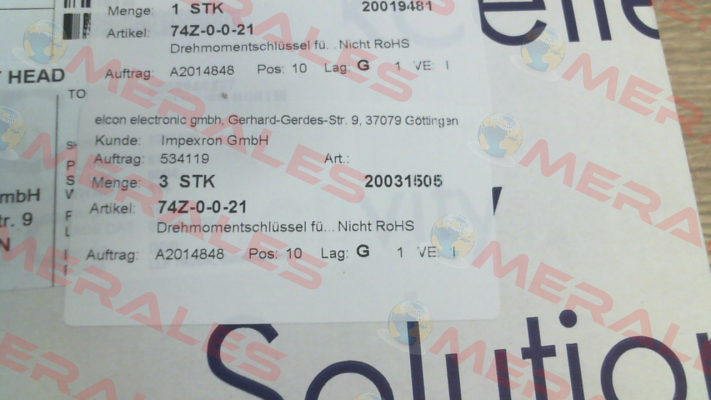 Menge: 1 STK 20019481
Artikel: 74Z-0-0-21
Drehmomentschlüssel fü... Nicht RoHS
Auftrag: A2014848 Pos: 10 Lag: G 1 VE: I
HEAD
TO
elcon electronic gmbh, Gerhard-Gerdes-Str. 9, 37079 Göttingen
Kunde: Impexron GmbH
Auftrag: 534119 Art.:
Menge: 3 STK 20031505
Artikel: 74Z-0-0-21
Drehmomentschlüssel fü... Nicht RoHS
Auftrag: A2014848 Pos: 10 Lag: G 1 VE: I
mbH
tr. 9
N
Solution
OMERALES